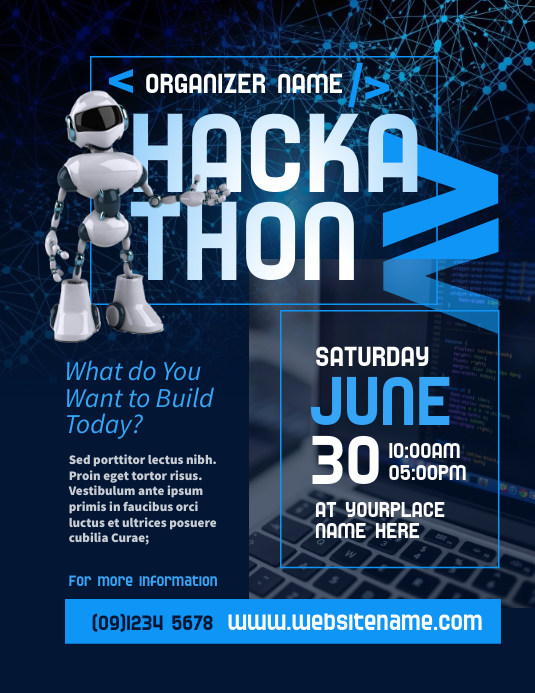 < ORGANIZER NAME />
HACKA
THON
SATURDAY
JUNE
30 10:00AM
05:00PM
AT YOURPLACE
NAME HERE
What do You
Want to Build
Today?
Sed porttitor lectus nibh.
Proin eget tortor risus.
Vestibulum ante ipsum
primis in faucibus orci
luctus et ultrices posuere
cubilia Curae;
For more information
(09)1234 5678 www.websitename.com